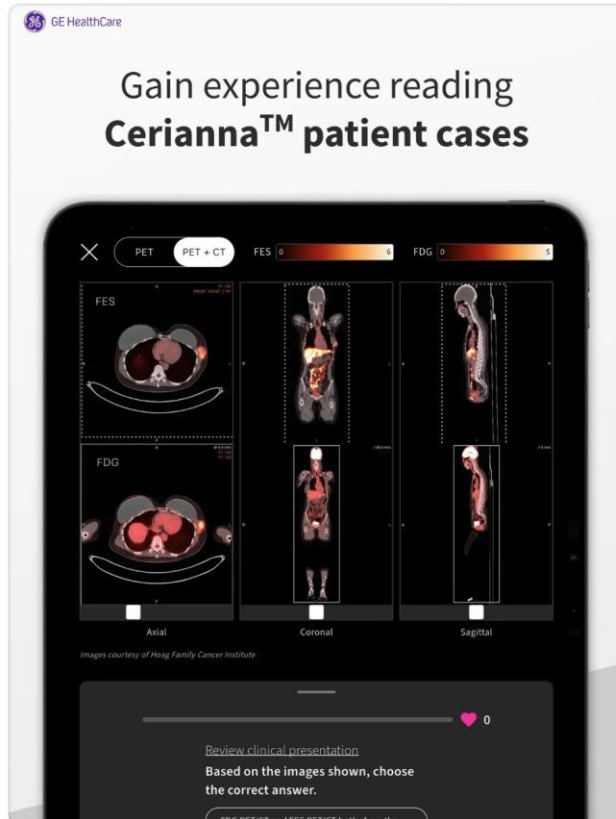 GE HealthCare
Gain experience reading
Cerianna™ patient cases
PET
PET + CT
FES 0 6
FDG 0 5
FES
FDG
Axial
Coronal
Sagittal
Images courtesy of Hoag Family Cancer Institute
0
Review clinical presentation
Based on the images shown, choose
the correct answer.